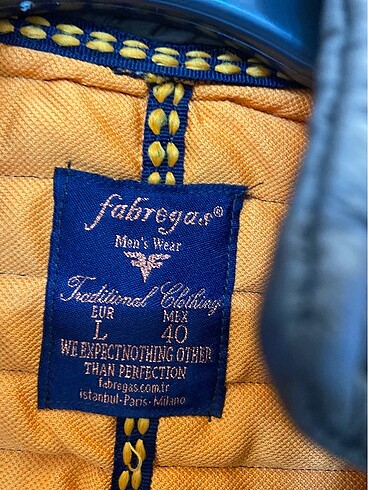 fabregas®
Men's Wear
Traditional Clothing
EUR MEX
L 40
WE EXPECTNOTHING OTHER
THAN PERFECTION
fabregas.com.tr
istanbul-Paris-Milano